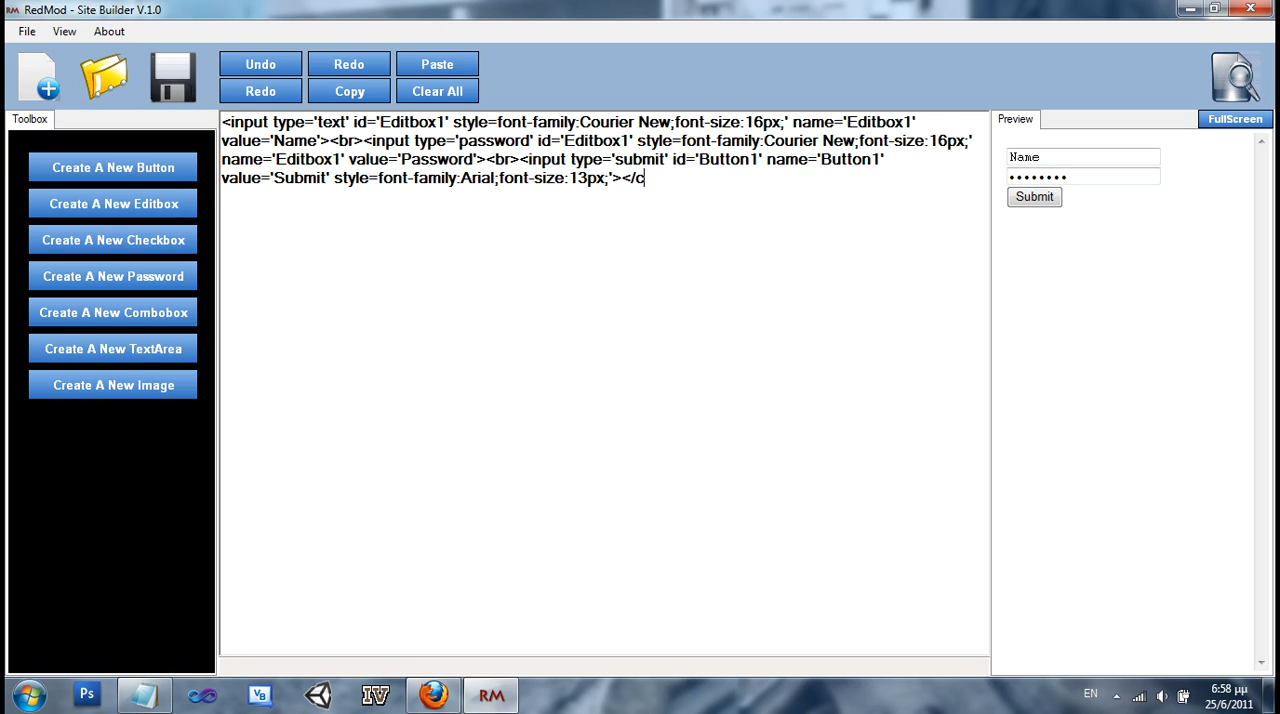 RM RedMod - Site Builder V.1.0
File View About
Undo Redo Paste
Redo Copy Clear All
Toolbox
Create A New Button
Create A New Editbox
Create A New Checkbox
Create A New Password
Create A New Combobox
Create A New TextArea
Create A New Image
<input type='text' id='Editbox1' style=font-family:Courier New;font-size:16px;' name='Editbox1'
value='Name'><br><input type='password' id='Editbox1' style=font-family:Courier New;font-size:16px;'
name='Editbox1' value='Password'><br><input type='submit' id='Button1' name='Button1'
value='Submit' style=font-family:Arial;font-size:13px;'></c
Preview FullScreen
Name
••••••••
Submit
Ps VB IV RM EN 6:58 μμ
25/6/2011